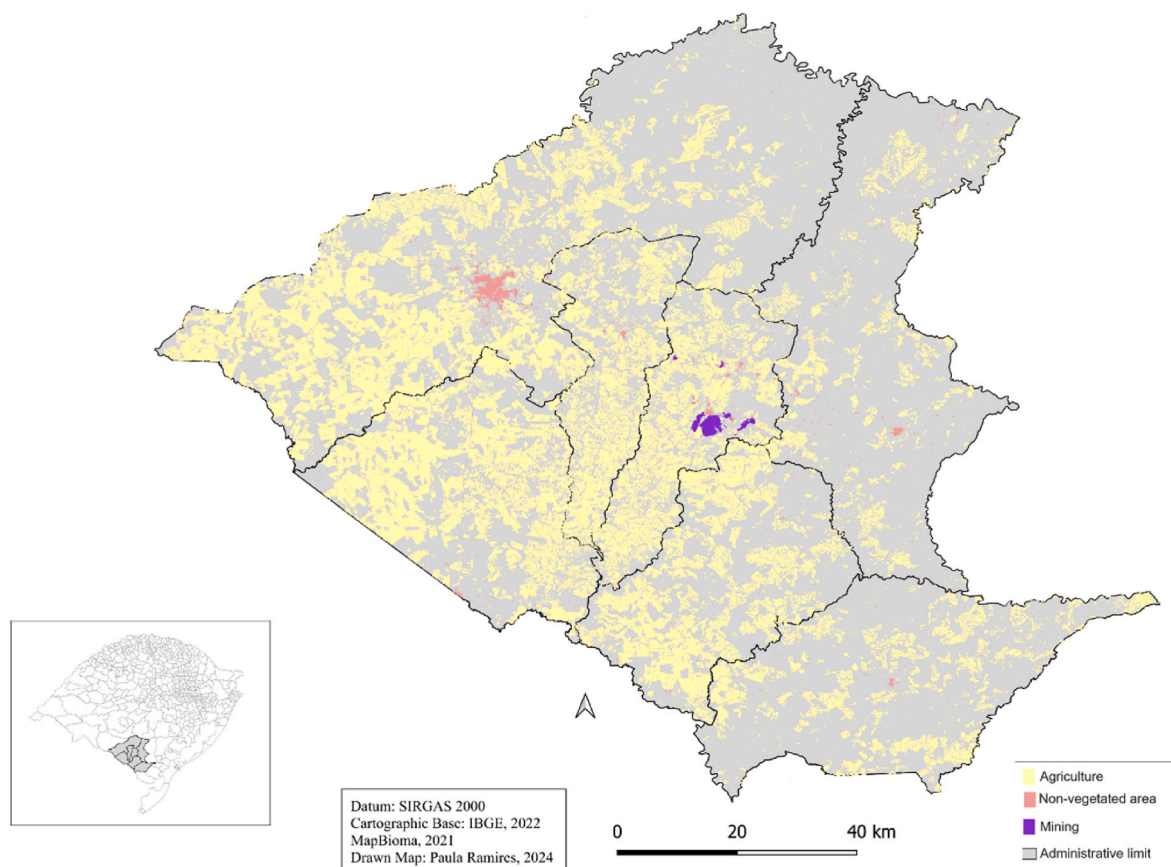 Datum: SIRGAS 2000
Cartographic Base: IBGE, 2022
MapBioma, 2021
Drawn Map: Paula Ramires, 2024
0 20 40 km
Agriculture
Non-vegetated area
Mining
Administrative limit